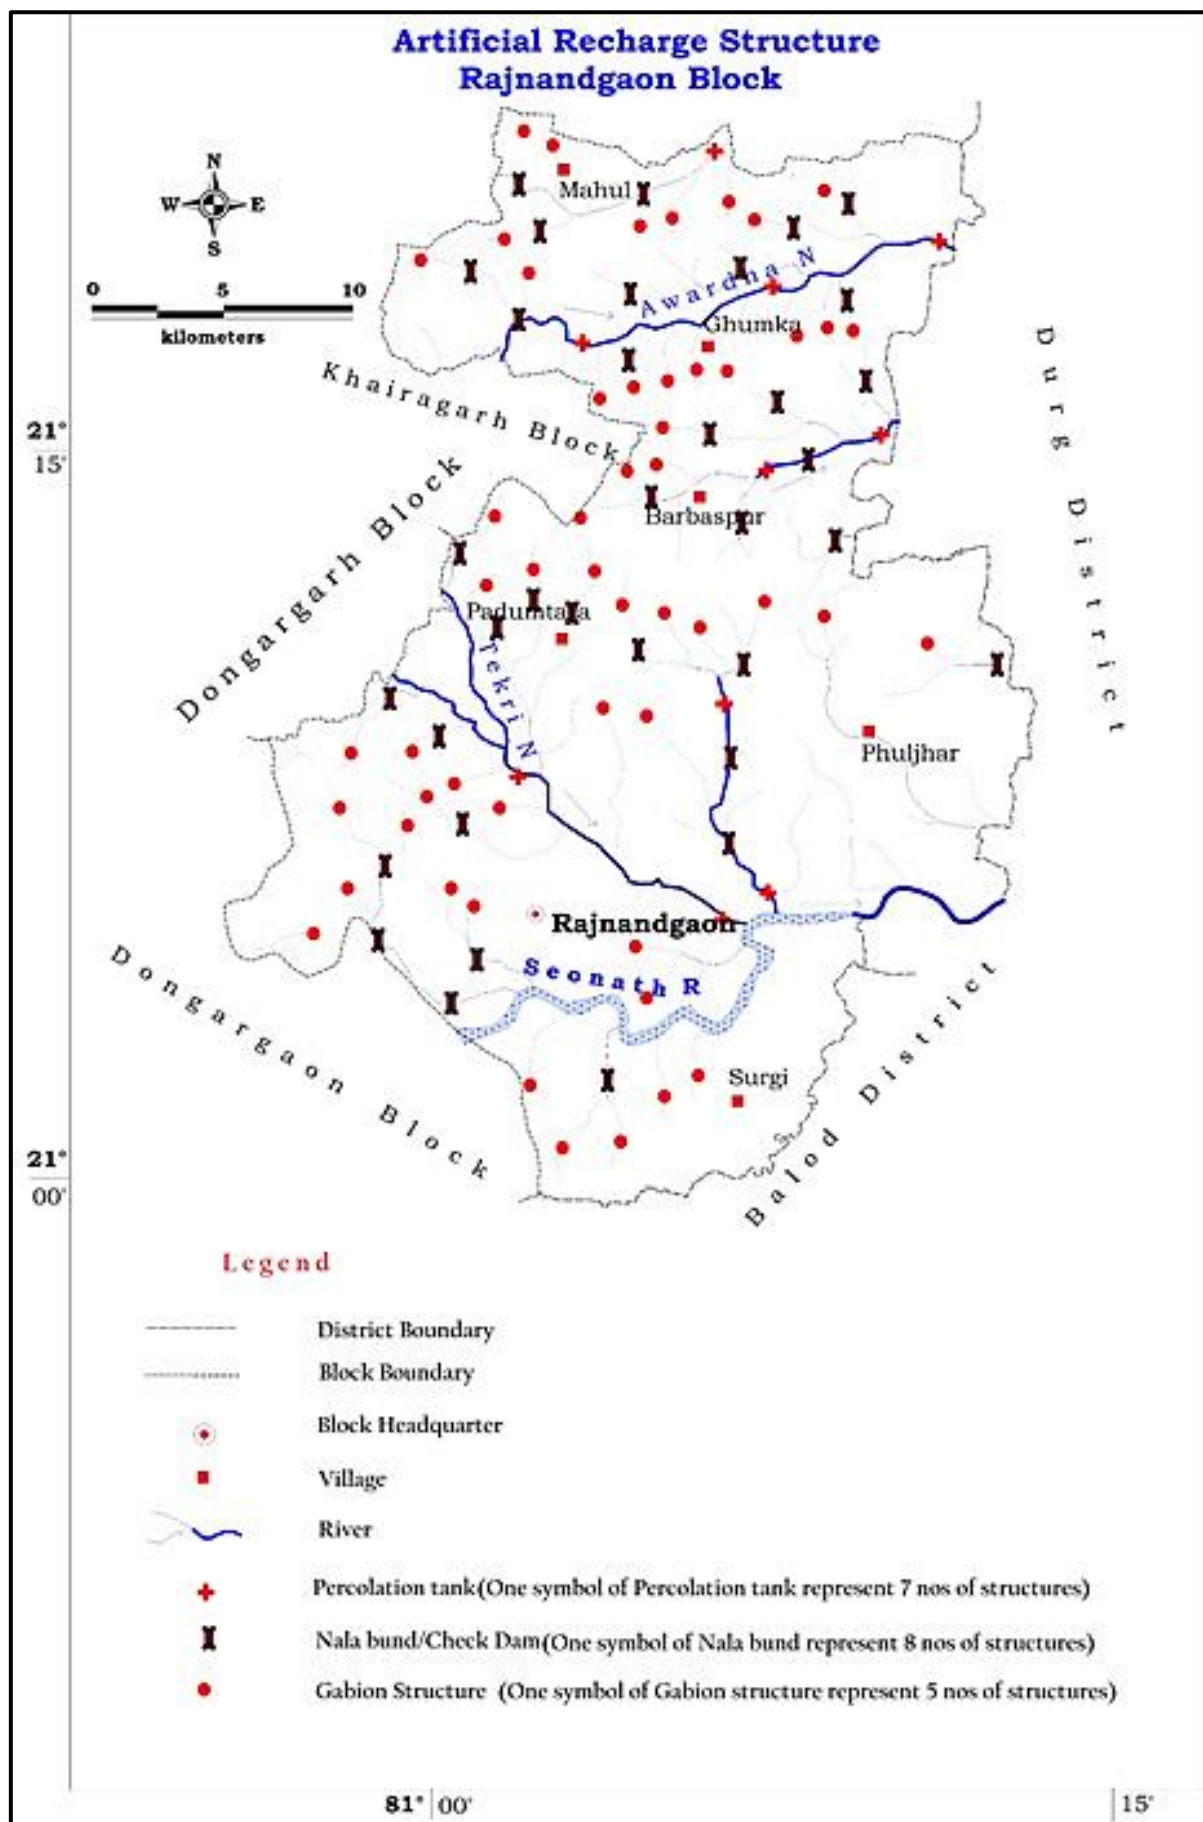 Artificial Recharge Structure
Rajnandgaon Block
N
W E
S
0 5 10
kilometers
Mahul
Awardha N
Ghumka
Khairagarh Block
Durg District
21°
15'
Dongargarh Block
Barbaspur
Padumtara
Tekri N
Phuljhar
Rajnandgaon
Seonath R
Dongargaon Block
Surgi
Balod District
21°
00'
Legend
District Boundary
Block Boundary
Block Headquarter
Village
River
Percolation tank(One symbol of Percolation tank represent 7 nos of structures)
Nala bund/Check Dam(One symbol of Nala bund represent 8 nos of structures)
Gabion Structure (One symbol of Gabion structure represent 5 nos of structures)
81° 00' 15'